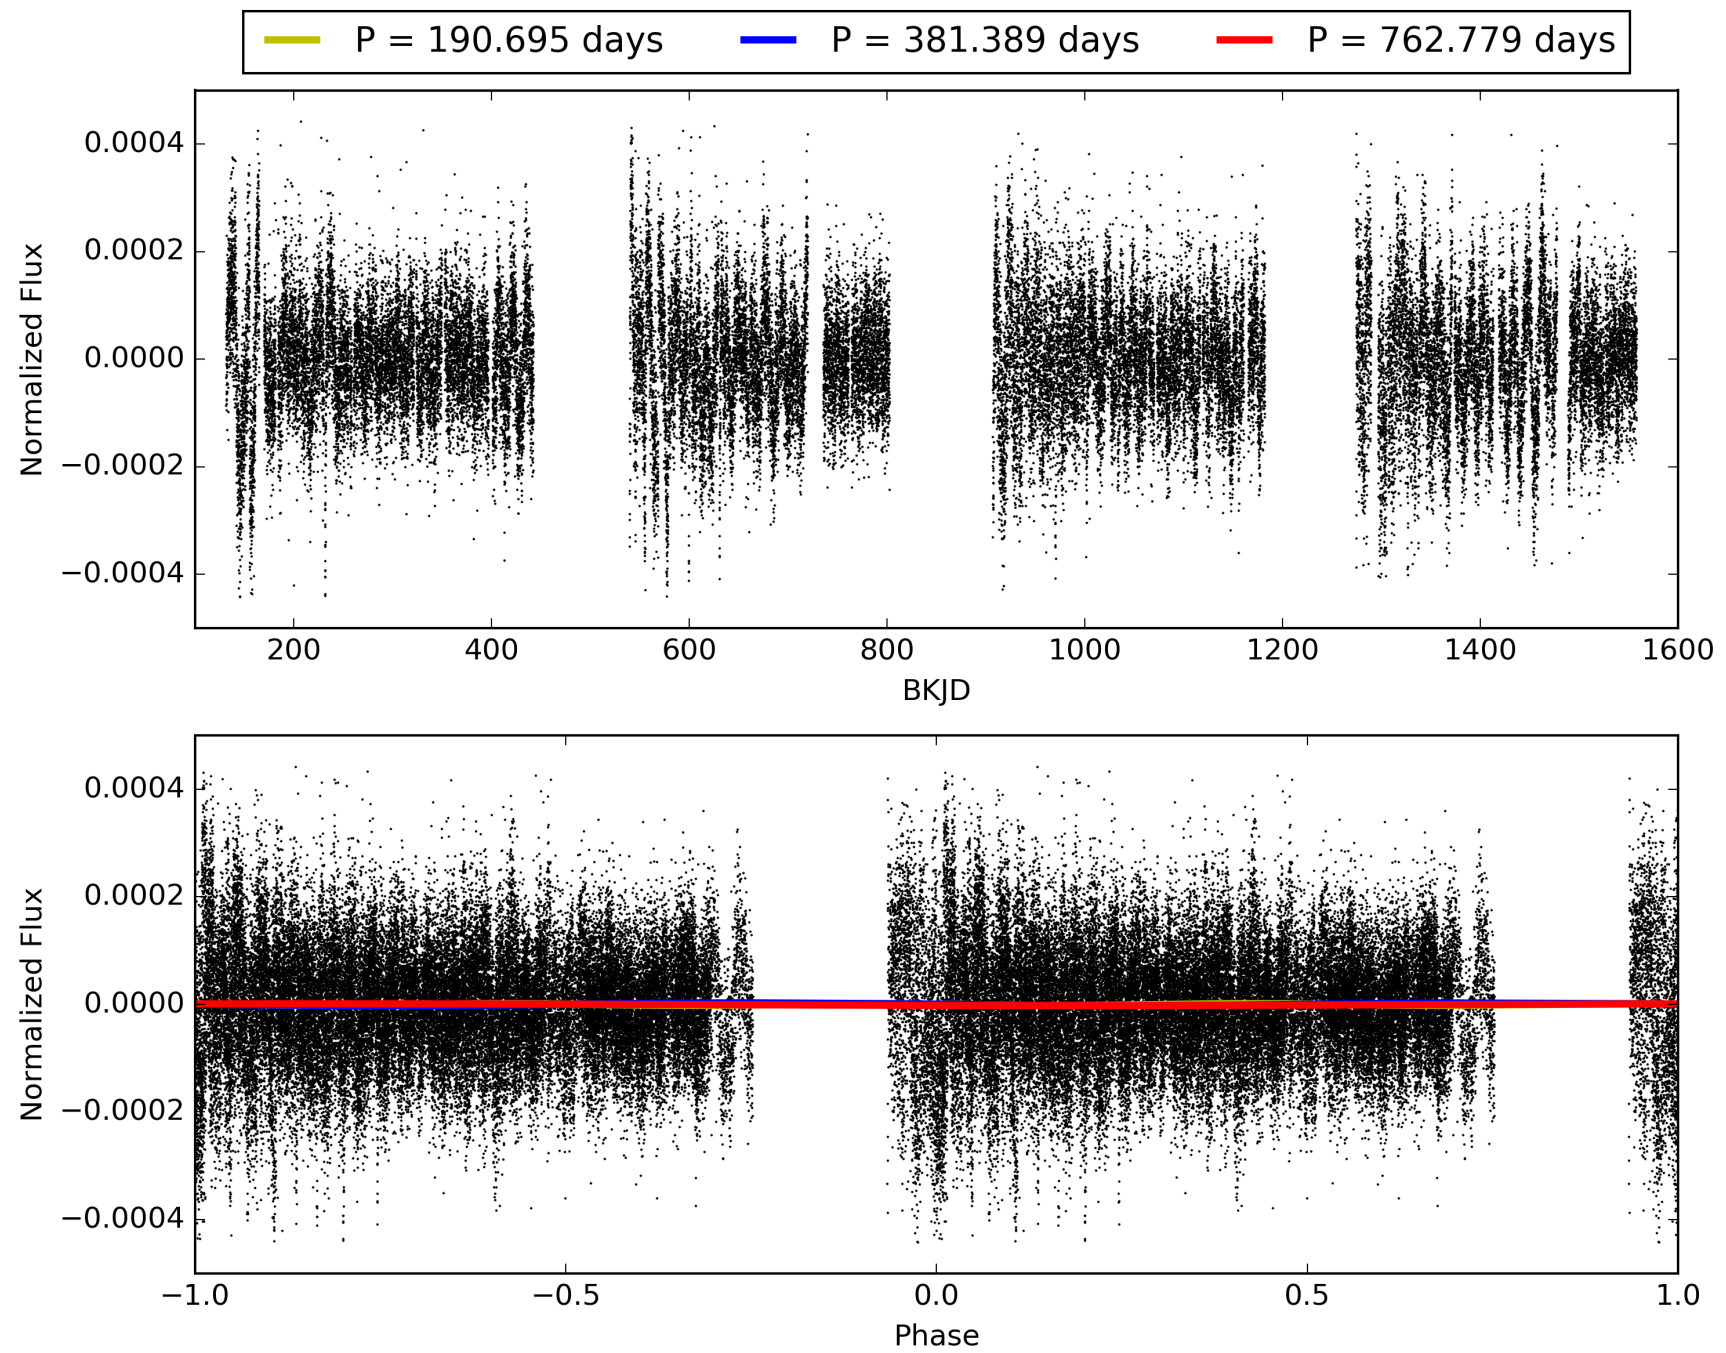 P = 190.695 days P = 381.389 days P = 762.779 days
0.0004
0.0002
0.0000
−0.0002
−0.0004
Normalized Flux
200 400 600 800 1000 1200 1400 1600
BKJD
0.0004
0.0002
0.0000
−0.0002
−0.0004
Normalized Flux
−1.0 −0.5 0.0 0.5 1.0
Phase